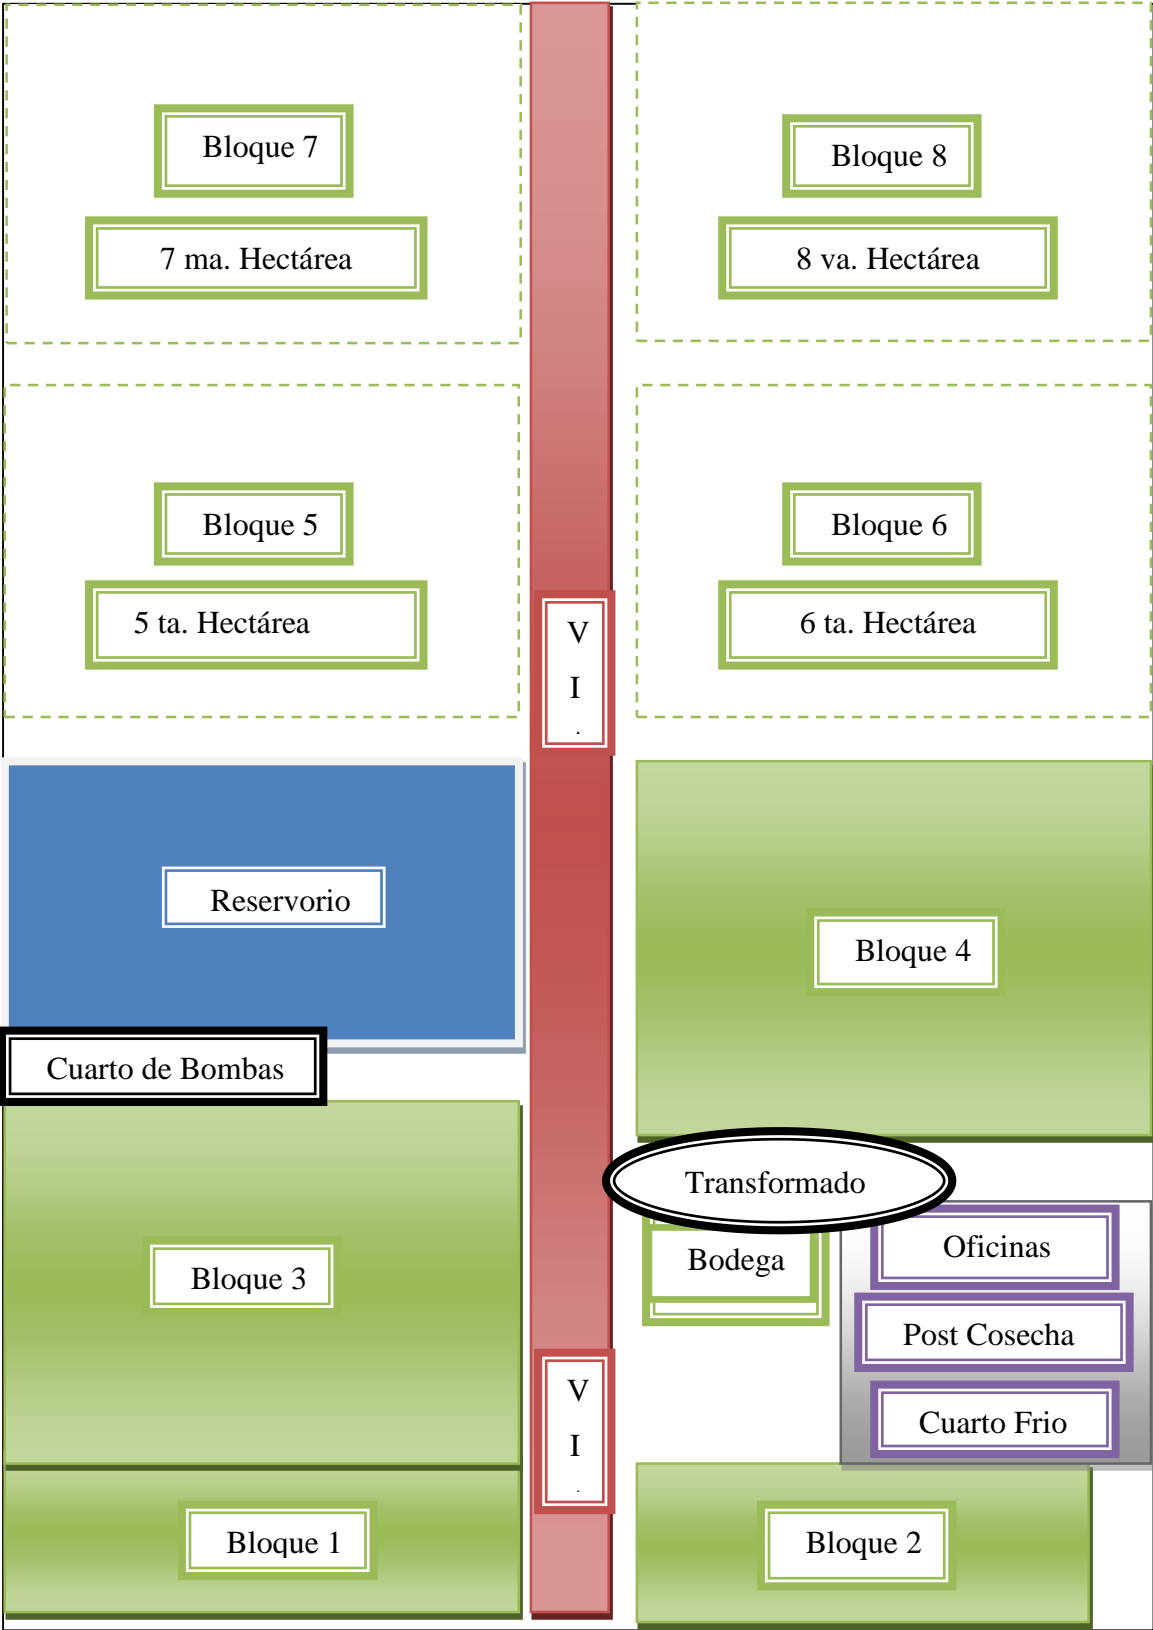 Bloque 7
Bloque 8
7 ma. Hectárea
8 va. Hectárea
Bloque 5
Bloque 6
5 ta. Hectárea
6 ta. Hectárea
V
I
Reservorio
Bloque 4
Cuarto de Bombas
Transformado
Bodega
Oficinas
Bloque 3
Post Cosecha
V
I
Cuarto Frio
Bloque 1
Bloque 2